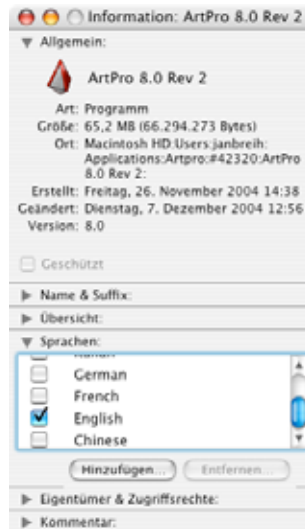 Information: ArtPro 8.0 Rev 2
Allgemein:
ArtPro 8.0 Rev 2
Art: Programm
Größe: 65,2 MB (66.294.273 Bytes)
Ort: Macintosh HD:Users:janbreih:
Applications:Artpro:#42320:ArtPro
8.0 Rev 2:
Erstellt: Freitag, 26. November 2004 14:38
Geändert: Dienstag, 7. Dezember 2004 12:56
Version: 8.0
Geschützt
Name & Suffix:
Übersicht:
Sprachen:
German
French
English
Chinese
Hinzufügen...
Entfernen...
Eigentümer & Zugriffsrechte:
Kommentar: